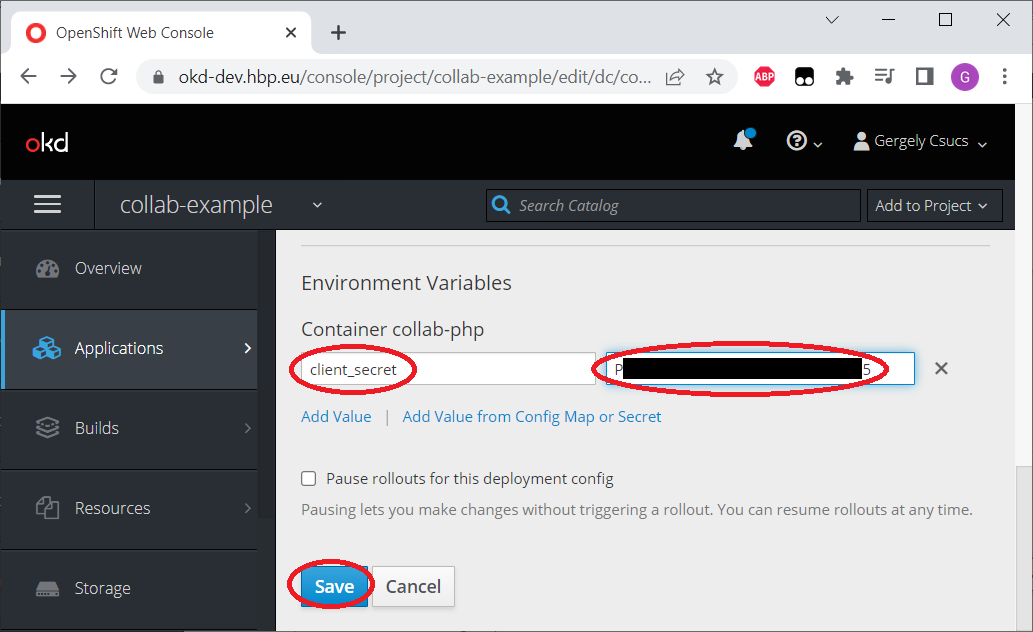 OpenShift Web Console
okd-dev.hbp.eu/console/project/collab-example/edit/dc/co...
ABP
G
okd
Gergely Csucs
collab-example
Search Catalog
Add to Project
Overview
Applications
Builds
Resources
Storage
Environment Variables
Container collab-php
client_secret
P 5
Add Value | Add Value from Config Map or Secret
Pause rollouts for this deployment config
Pausing lets you make changes without triggering a rollout. You can resume rollouts at any time.
Save
Cancel